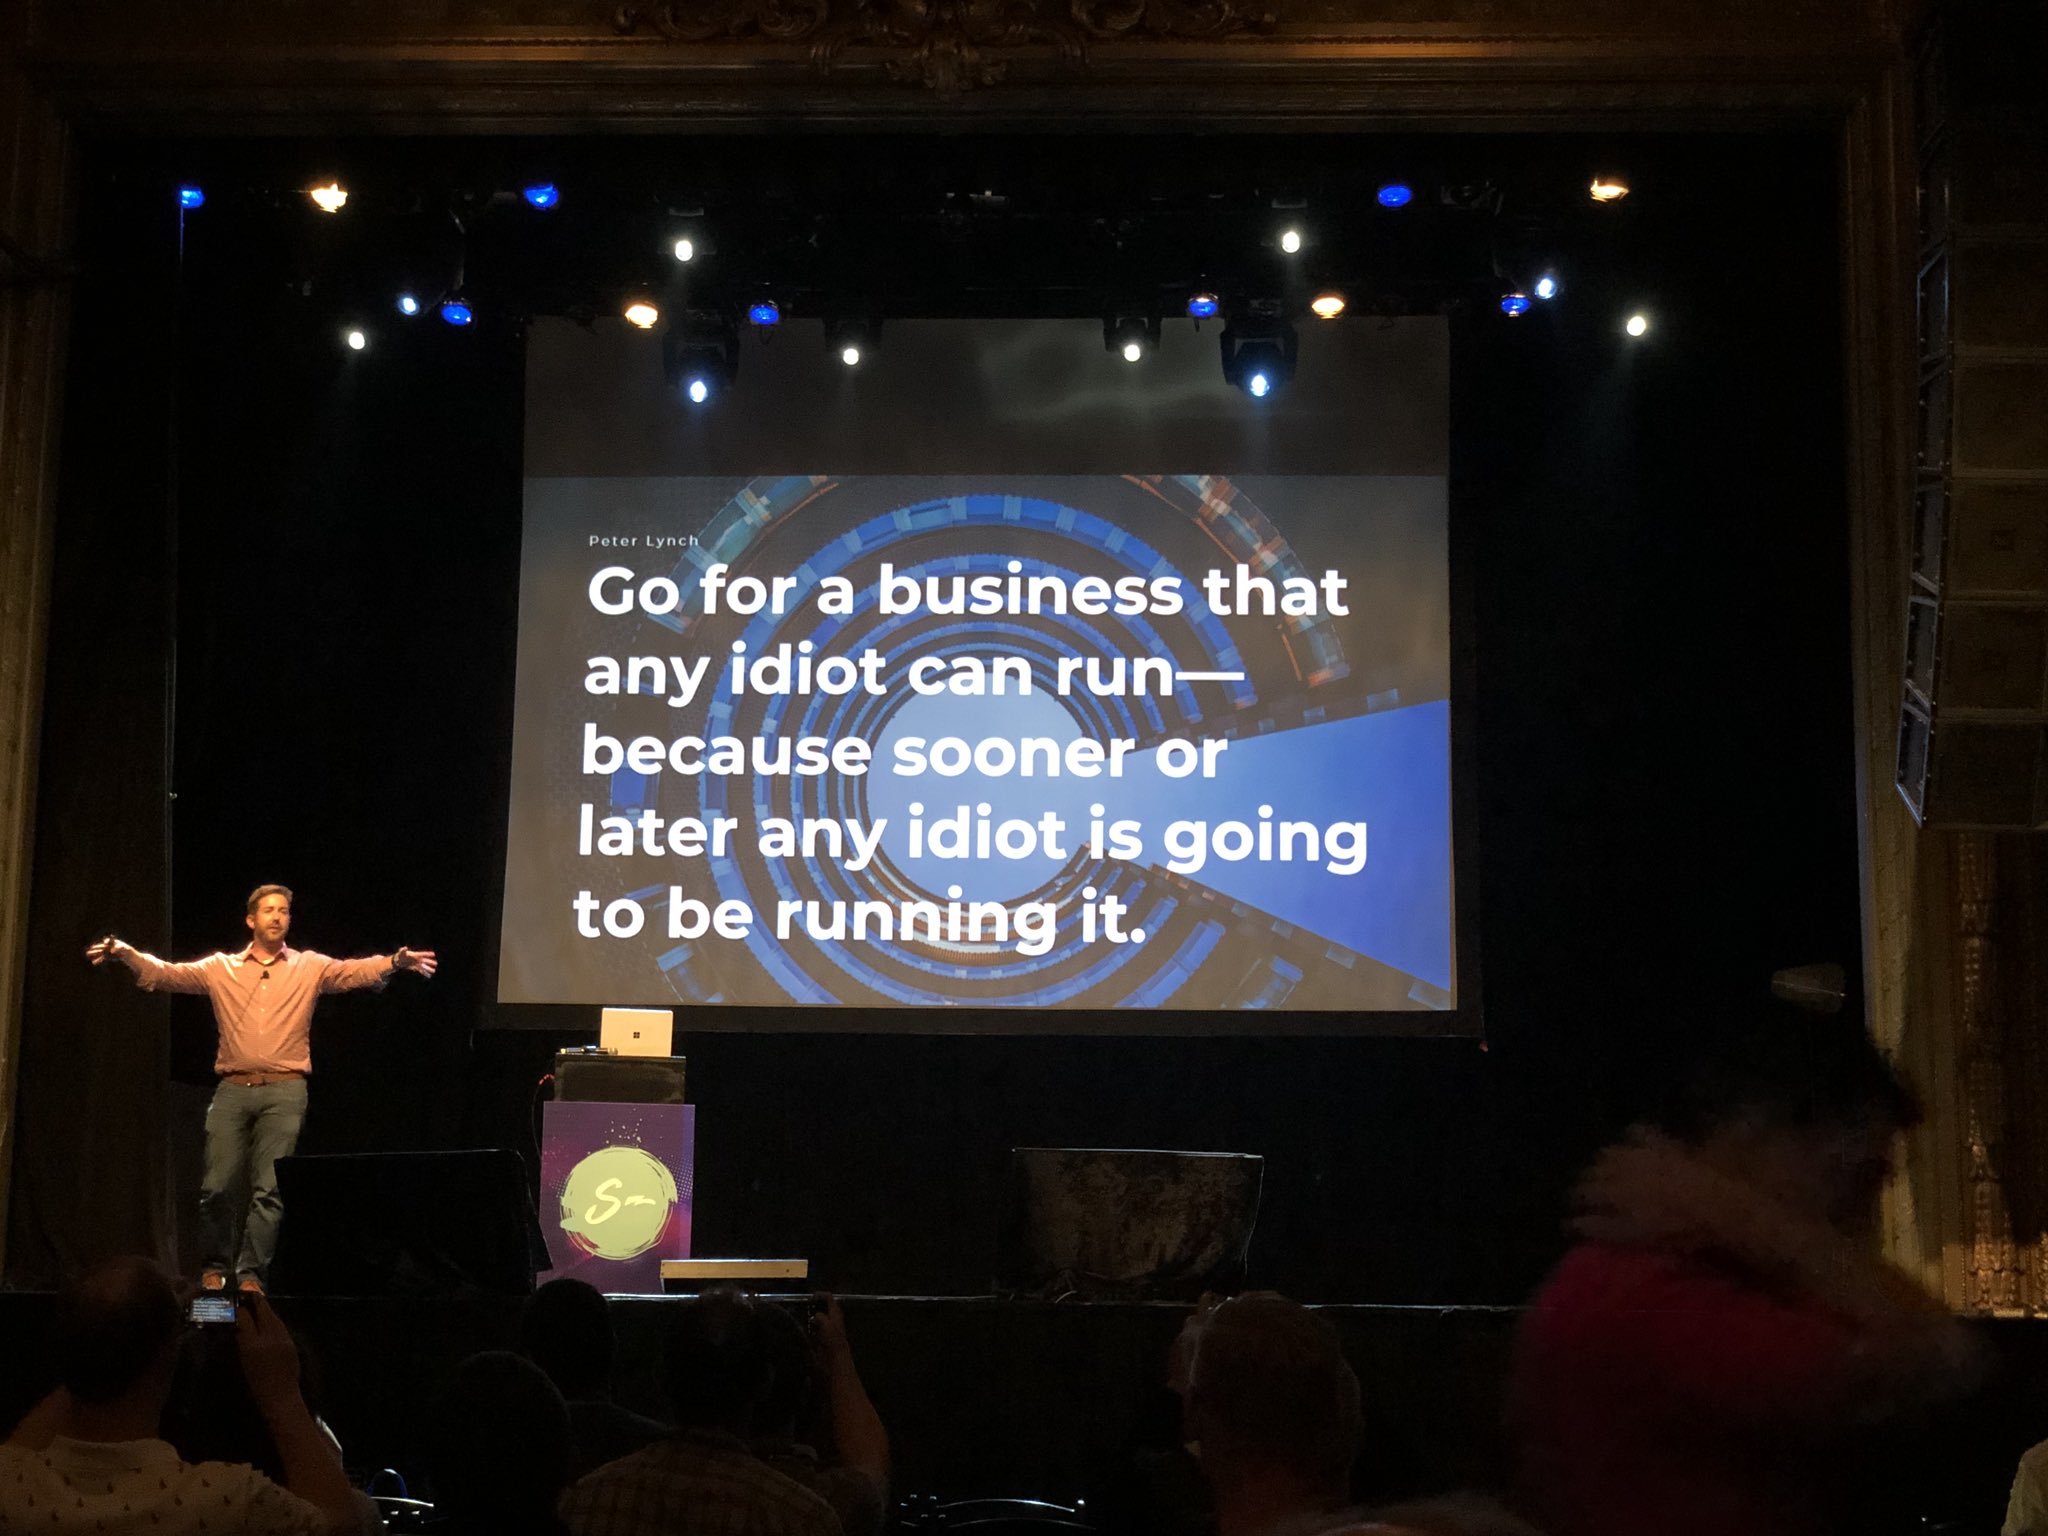 Peter Lynch
Go for a business that
any idiot can run—
because sooner or
later any idiot is going
to be running it.